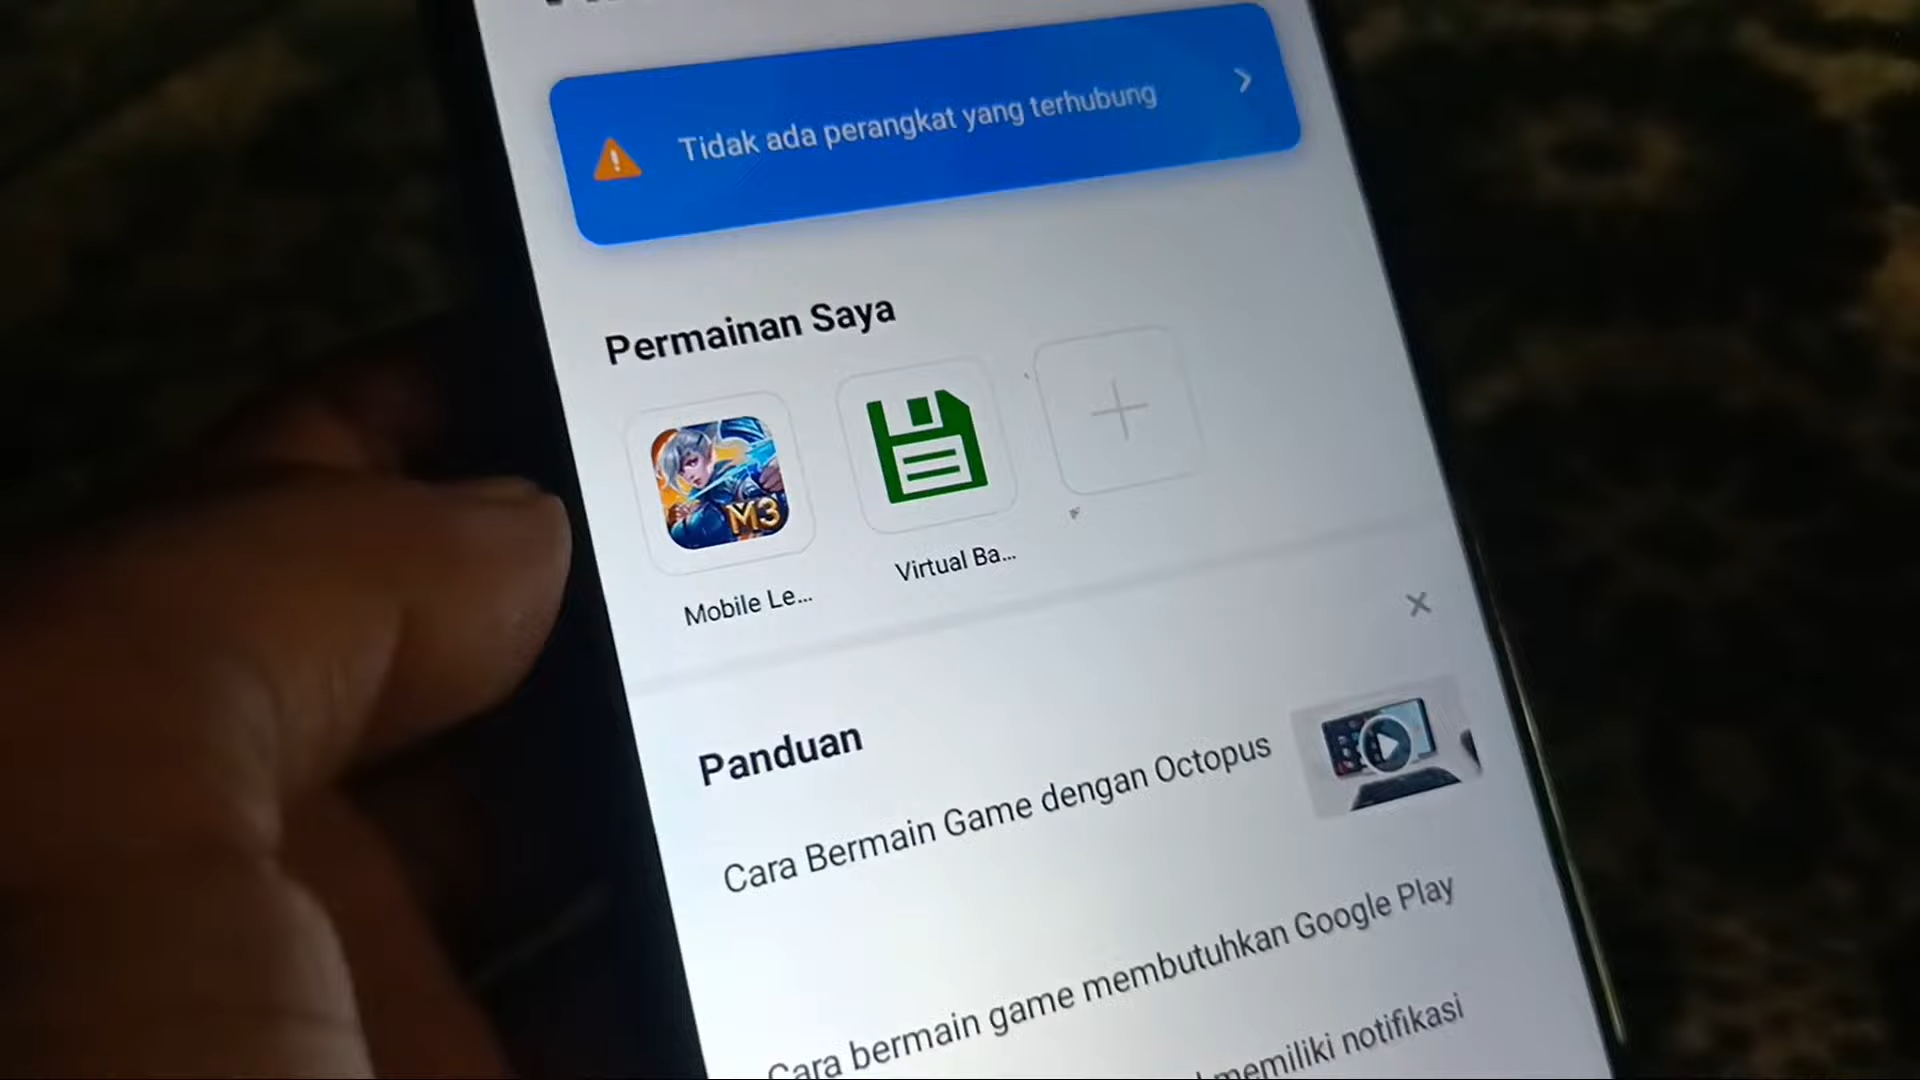 Tidak ada perangkat yang terhubung
Permainan Saya
M3
Mobile Le...
Virtual Ba...
Panduan
Cara Bermain Game dengan Octopus
Cara bermain game membutuhkan Google Play
memiliki notifikasi